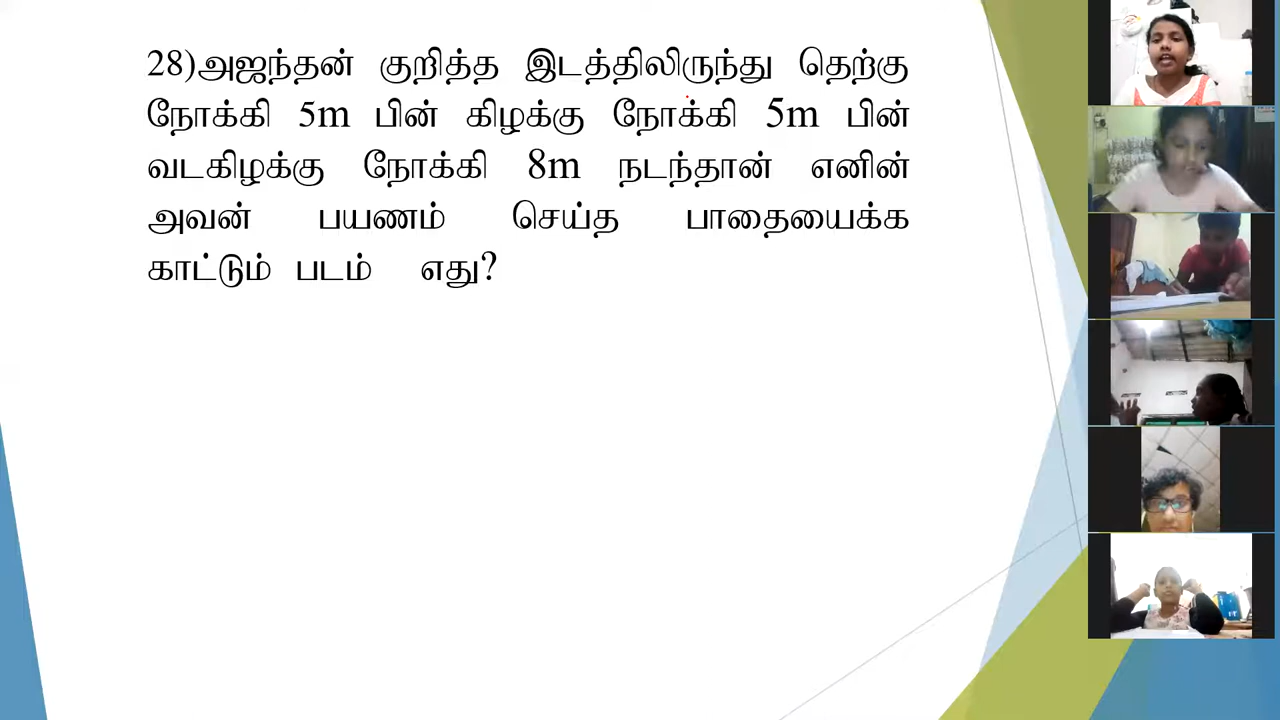 28)அஜந்தன் குறித்த இடத்திலிருந்து தெற்கு
நோக்கி 5m பின் கிழக்கு நோக்கி 5m பின்
வடகிழக்கு நோக்கி 8m நடந்தான் எனின்
அவன் பயணம் செய்த பாதையைக்க
காட்டும் படம் எது?